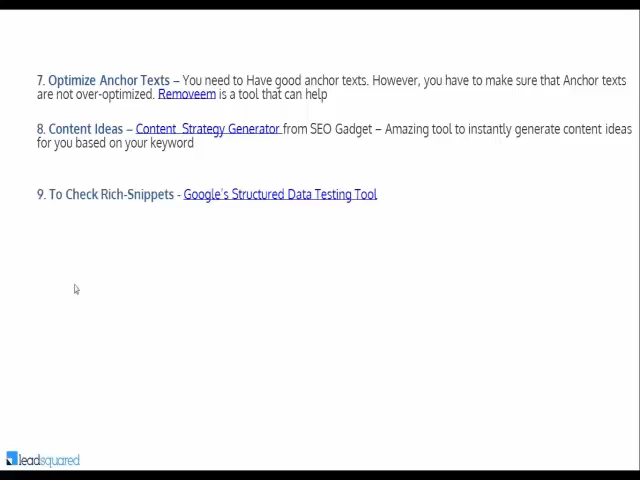 7. Optimize Anchor Texts – You need to Have good anchor texts. However, you have to make sure that Anchor texts
are not over-optimized. Removeem is a tool that can help
8. Content Ideas – Content Strategy Generator from SEO Gadget – Amazing tool to instantly generate content ideas
for you based on your keyword
9. To Check Rich-Snippets - Google's Structured Data Testing Tool
leadsquared